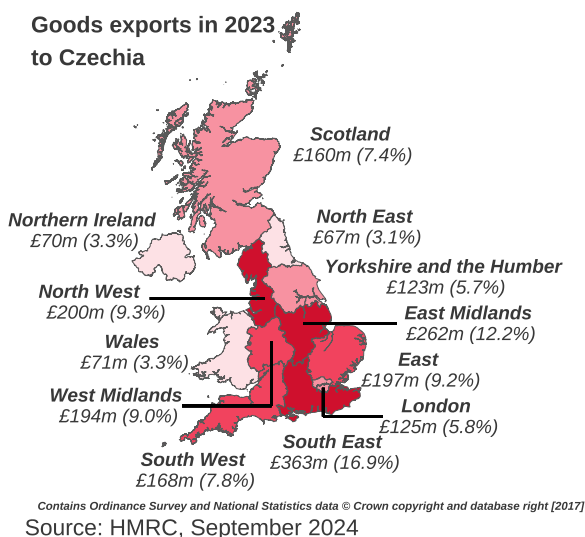 Goods exports in 2023
to Czechia
Scotland
£160m (7.4%)
Northern Ireland
£70m (3.3%)
North East
£67m (3.1%)
Yorkshire and the Humber
£123m (5.7%)
North West
£200m (9.3%)
East Midlands
£262m (12.2%)
Wales
£71m (3.3%)
East
£197m (9.2%)
West Midlands
£194m (9.0%)
London
£125m (5.8%)
South East
£363m (16.9%)
South West
£168m (7.8%)
Contains Ordinance Survey and National Statistics data © Crown copyright and database right [2017]
Source: HMRC, September 2024